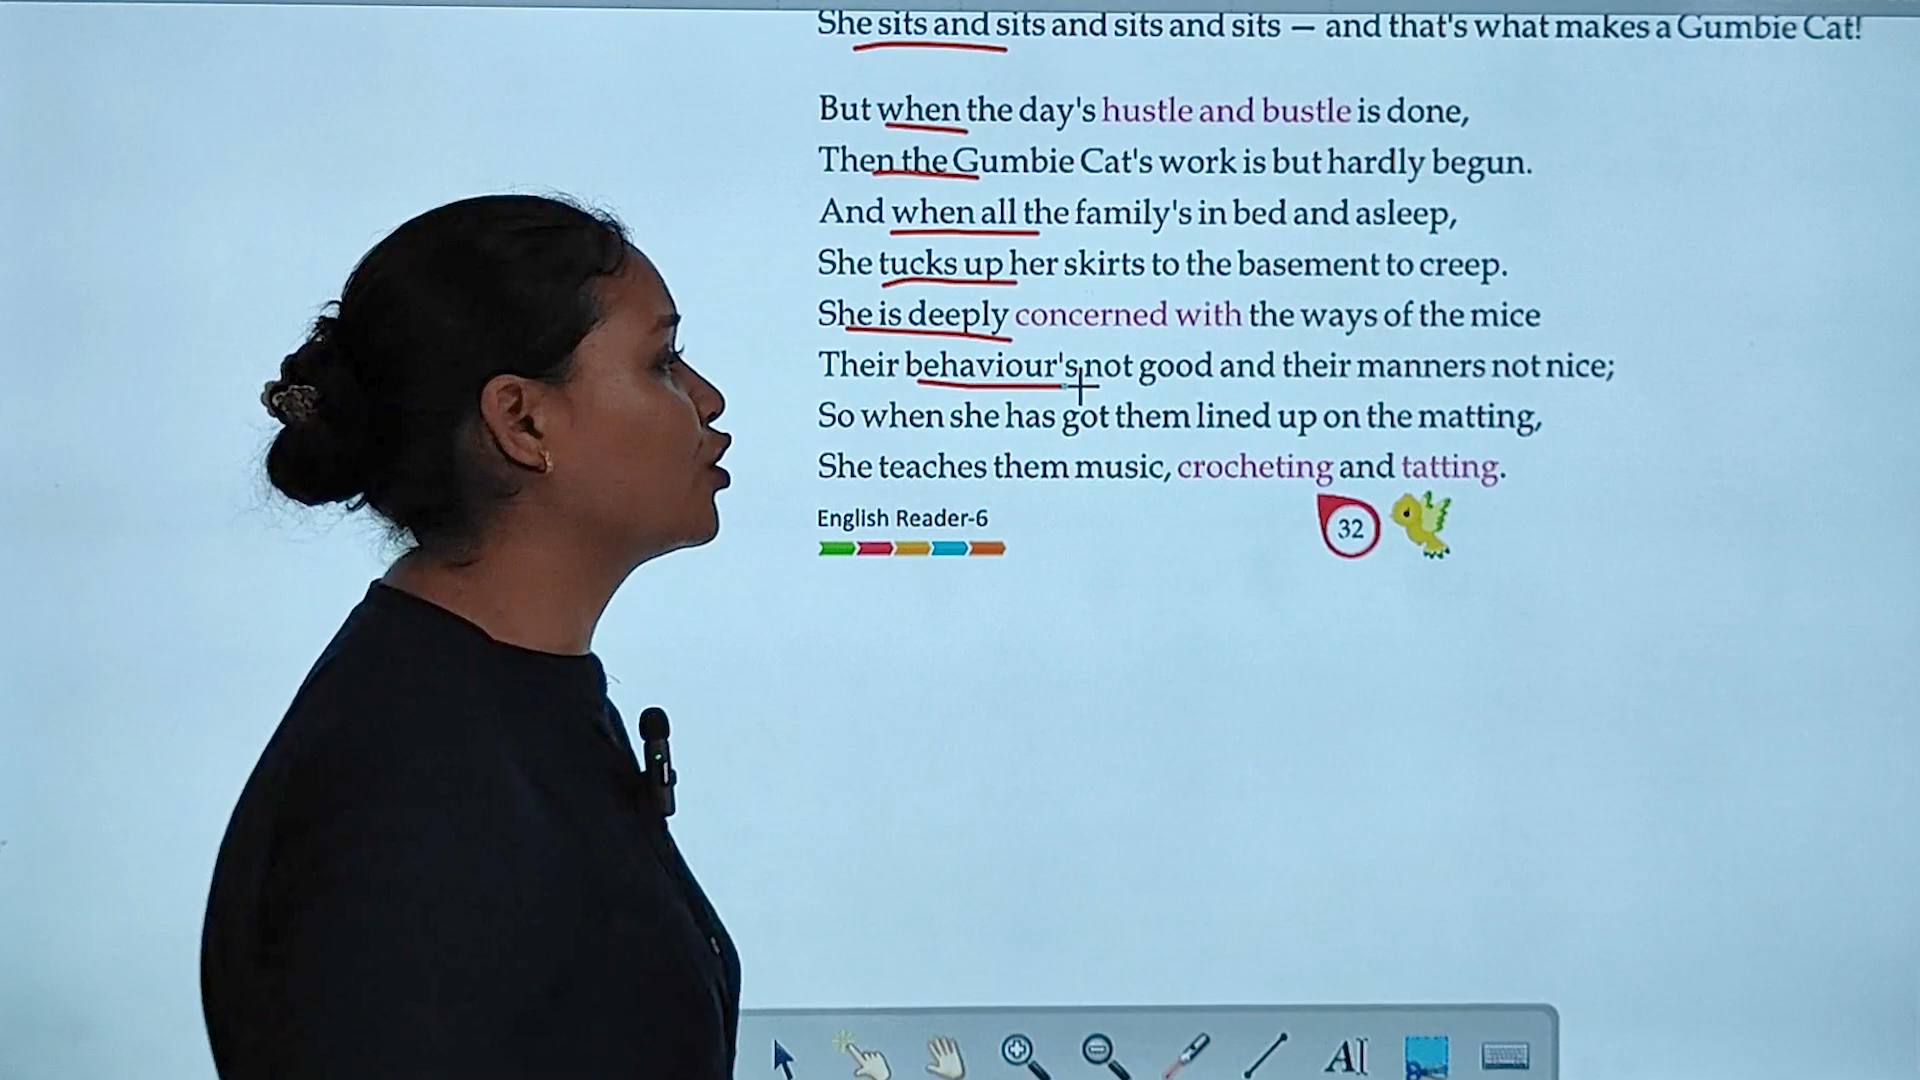 She sits and sits and sits and sits — and that's what makes a Gumbie Cat!
But when the day's hustle and bustle is done,
Then the Gumbie Cat's work is but hardly begun.
And when all the family's in bed and asleep,
She tucks up her skirts to the basement to creep.
She is deeply concerned with the ways of the mice
Their behaviour's not good and their manners not nice;
So when she has got them lined up on the matting,
She teaches them music, crocheting and tatting.
English Reader-6
32
A